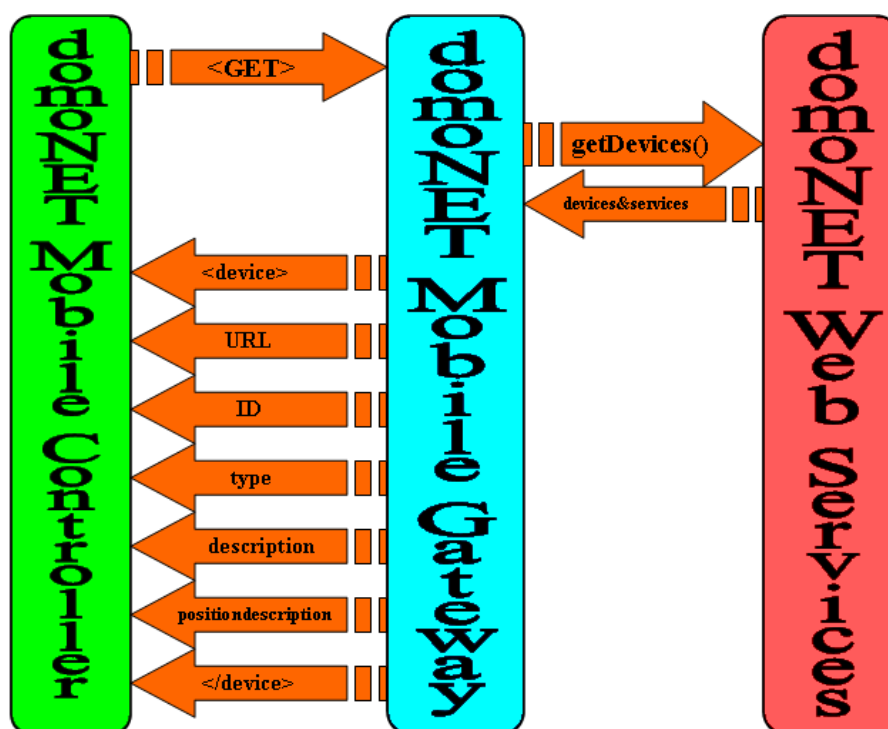 domoNET Mobile Controller
<GET>
domoNET Mobile Gateway
getDevices()
devices&services
domoNET Web Services
<device>
URL
ID
type
description
positiondescription
</device>